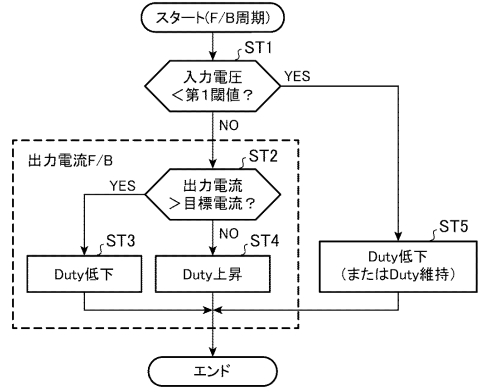 スタート(F/B周期)
ST1
入力電圧
<第1閾値?
YES
NO
出力電流F/B
ST2
出力電流
>目標電流?
YES
NO
ST3
Duty低下
ST4
Duty上昇
ST5
Duty低下
(またはDuty維持)
エンド